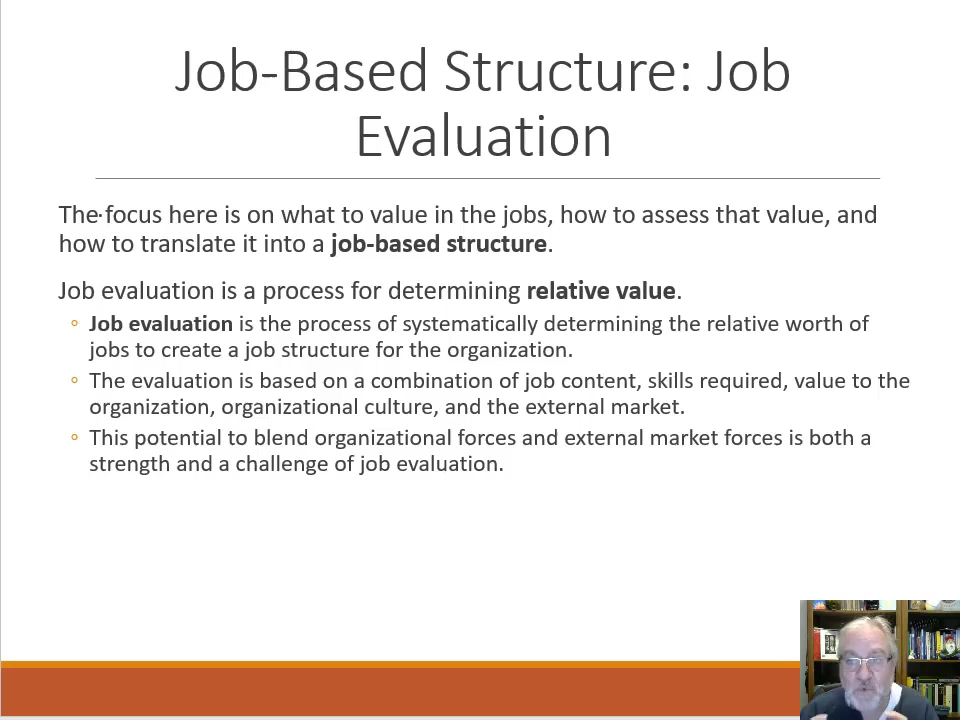 Job-Based Structure: Job
Evaluation
The focus here is on what to value in the jobs, how to assess that value, and
how to translate it into a job-based structure.
Job evaluation is a process for determining relative value.
◦ Job evaluation is the process of systematically determining the relative worth of
jobs to create a job structure for the organization.
◦ The evaluation is based on a combination of job content, skills required, value to the
organization, organizational culture, and the external market.
◦ This potential to blend organizational forces and external market forces is both a
strength and a challenge of job evaluation.